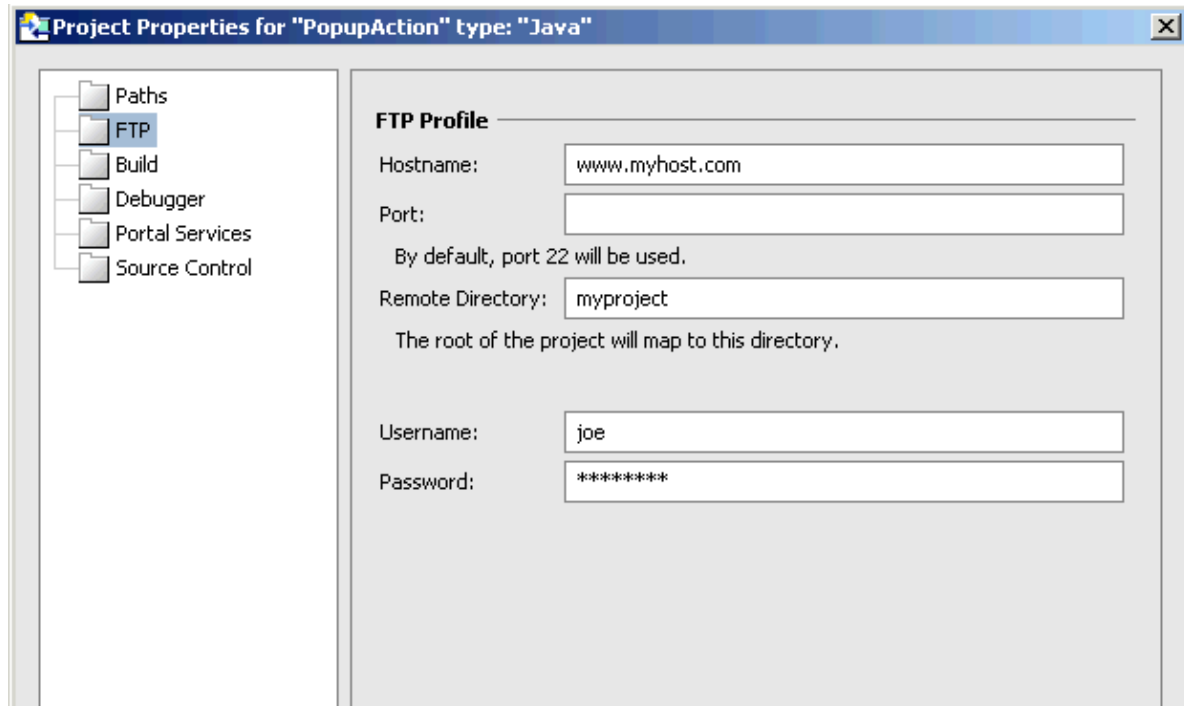 Project Properties for "PopupAction" type: "Java"
Paths
FTP
Build
Debugger
Portal Services
Source Control
FTP Profile
Hostname: www.myhost.com
Port:
By default, port 22 will be used.
Remote Directory: myproject
The root of the project will map to this directory.
Username: joe
Password: ********